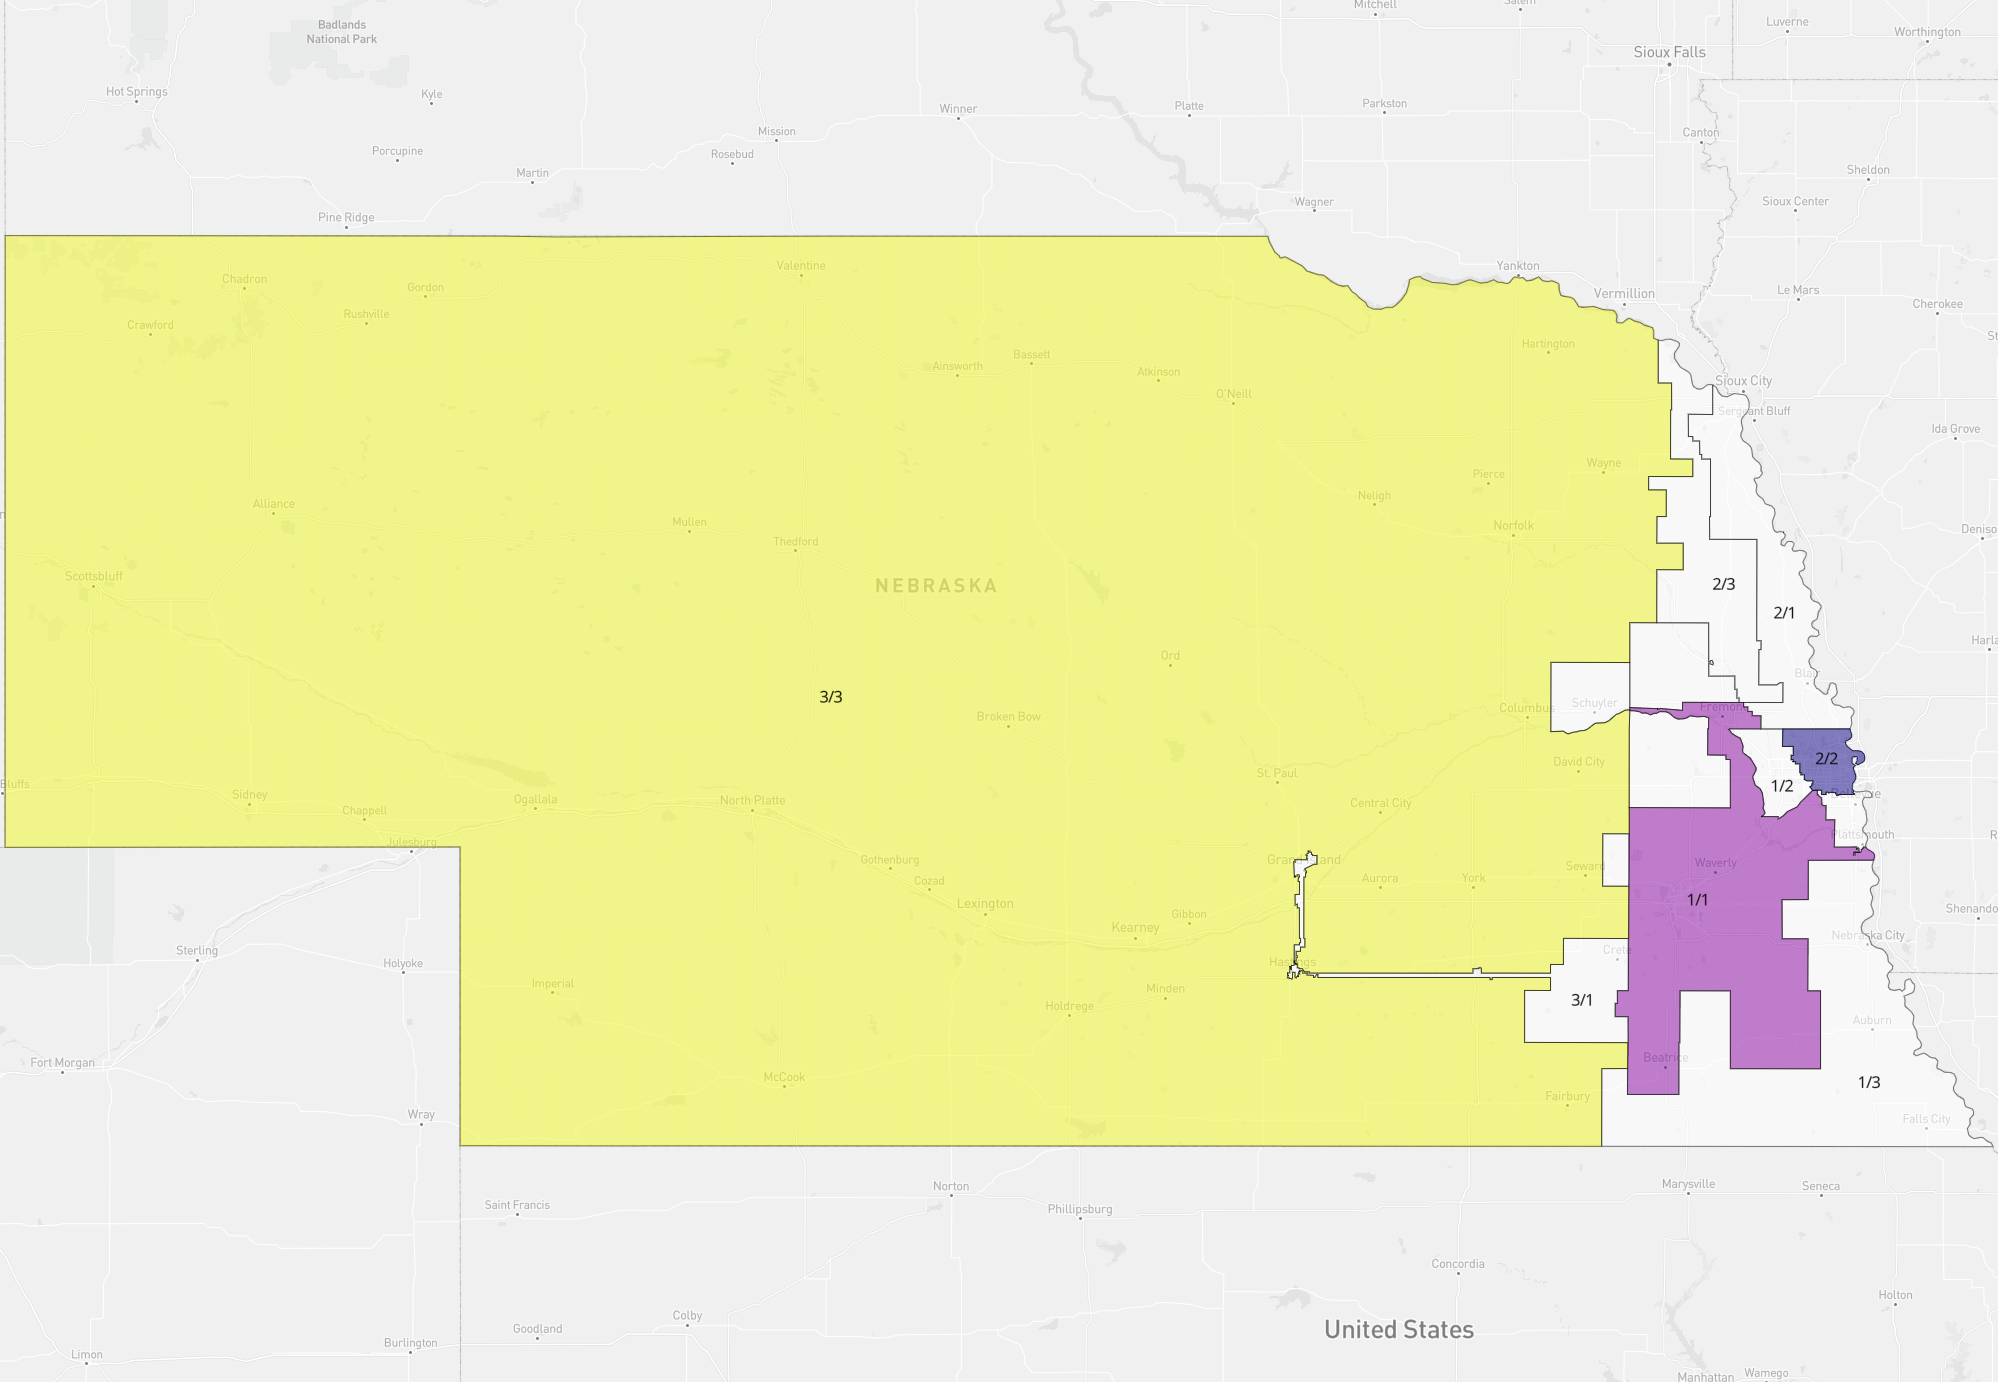 Badlands
National Park
Mitchell
Salem
Luverne
Worthington
Sioux Falls
Hot Springs
Kyle
Winner
Platte
Parkston
Mission
Canton
Porcupine
Rosebud
Martin
Sheldon
Wagner
Sioux Center
Pine Ridge
Yankton
Valentine
Chadron
Gordon
Vermillion
Le Mars
Cherokee
Rushville
Crawford
Hartington
Bassett
Ainsworth
Atkinson
O'Neill
Sioux City
Sergeant Bluff
Ida Grove
Wayne
Pierce
Neligh
Alliance
Mullen
Norfolk
Thedford
Scottsbluff
NEBRASKA
2/3
2/1
Ord
3/3
Blair
Schuyler
Columbus
Fremont
Broken Bow
2/2
David City
St. Paul
1/2
Bluffs
Sidney
Chappell
Ogallala
North Platte
Central City
Bellevue
Plattsmouth
Julesburg
Gothenburg
Grand Island
Cozad
Aurora
York
Seward
Waverly
Lexington
1/1
Gibbon
Kearney
Nebraska City
Sterling
Crete
Holyoke
Hastings
Imperial
Minden
Holdrege
3/1
Auburn
Fort Morgan
Beatrice
McCook
1/3
Fairbury
Wray
Falls City
Norton
Marysville
Seneca
Saint Francis
Phillipsburg
Concordia
Holton
Colby
Goodland
United States
Burlington
Limon
Manhattan
Wamego